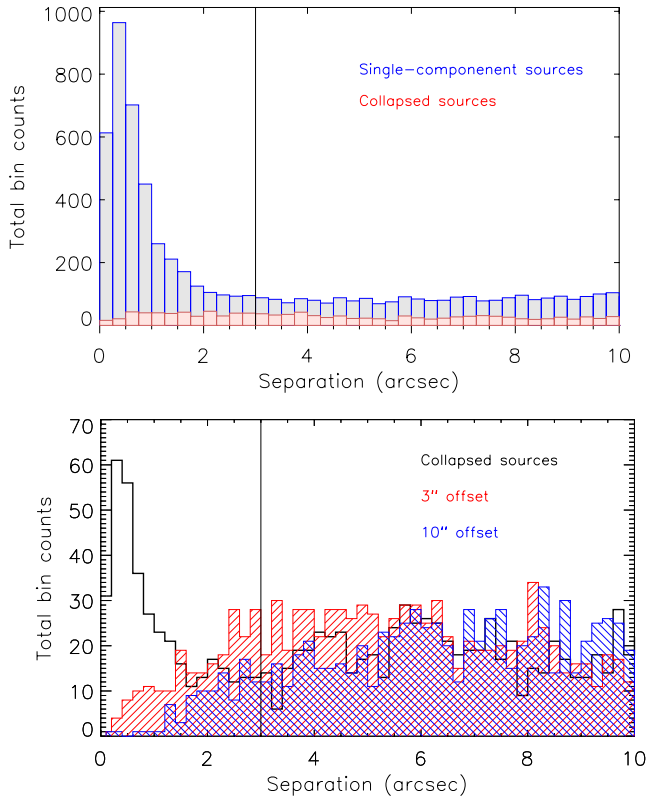 1000
800
600
400
200
0
Total bin counts
Single-componenent sources
Collapsed sources
0 2 4 6 8 10
Separation (arcsec)
70
60
50
40
30
20
10
0
Total bin counts
Collapsed sources
3" offset
10" offset
0 2 4 6 8 10
Separation (arcsec)